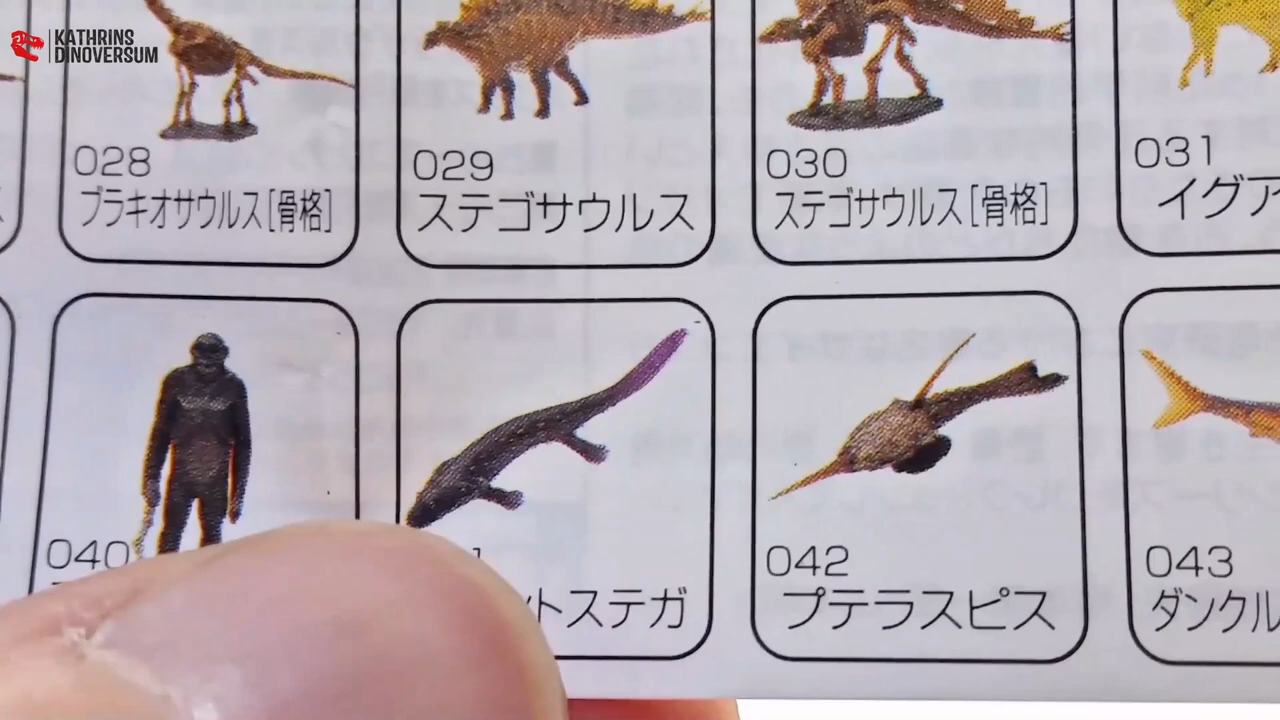 KATHRINS
DINOVERSUM
028
ブラキオサウルス[骨格]
029
ステゴサウルス
030
ステゴサウルス[骨格]
031
イグア
040
トステガ
042
プテラスピス
043
ダンクル